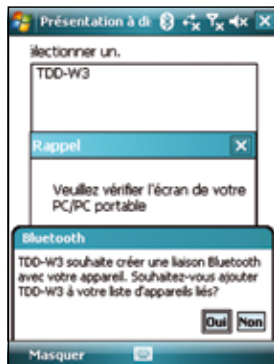 Présentation à di
électionner un.
TDD-W3
Rappel
Veuillez vérifier l'écran de votre
PC/PC portable
Bluetooth
TDD-W3 souhaite créer une liaison Bluetooth
avec votre appareil. Souhaitez-vous ajouter
TDD-W3 à votre liste d'appareils liés?
Oui Non
Masquer